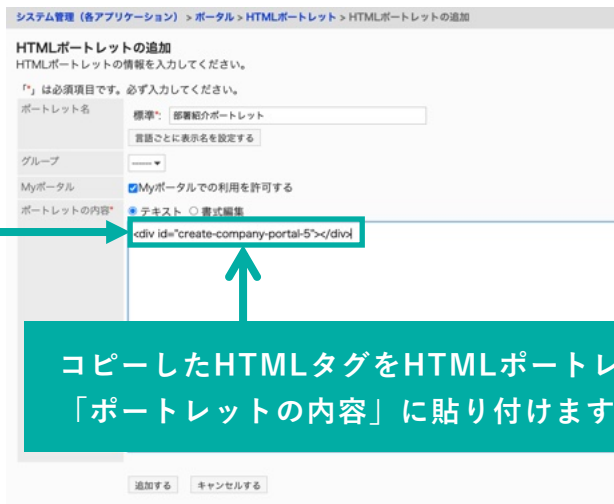 システム管理（各アプリケーション） > ポータル > HTMLポートレット > HTMLポートレットの追加
HTMLポートレットの追加
HTMLポートレットの情報を入力してください。
「*」は必須項目です。必ず入力してください。
ポートレット名
標準*: 部署紹介ポートレット
言語ごとに表示名を設定する
グループ
-----
Myポータル
Myポータルでの利用を許可する
ポートレットの内容*
テキスト 書式編集
<div id="create-company-portal-5"></div>
コピーしたHTMLタグをHTMLポートレ
「ポートレットの内容」に貼り付けます
追加する キャンセルする